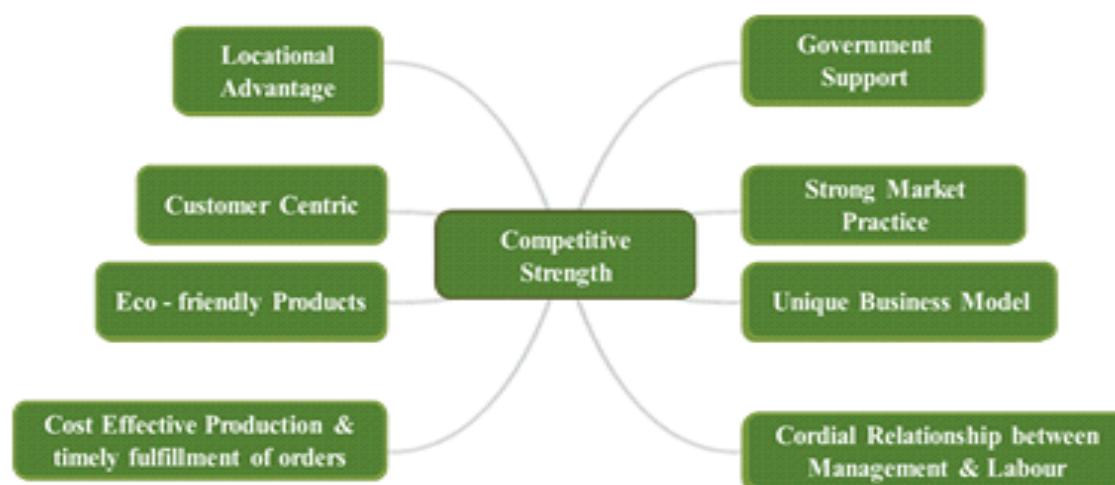 Locational
Advantage
Government
Support
Customer Centric
Strong Market
Practice
Competitive
Strength
Eco - friendly Products
Unique Business Model
Cost Effective Production &
timely fulfillment of orders
Cordial Relationship between
Management & Labour